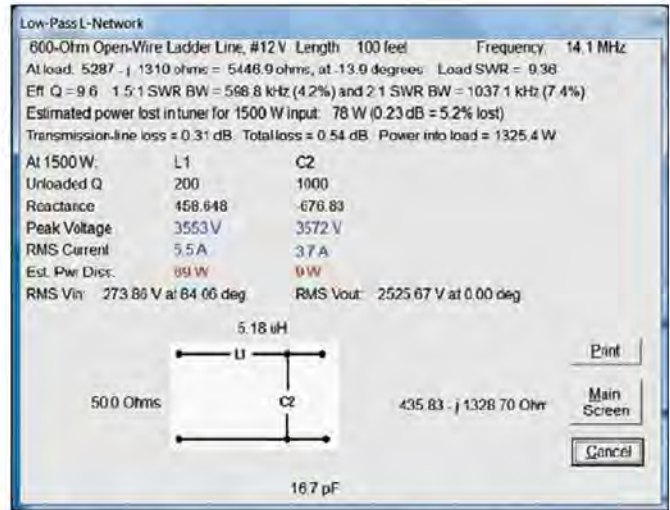 Low-Pass L-Network
600-Ohm Open-Wire Ladder Line, #12 V Length 100 feel Frequency 14.1 MHz
At load: 5287 - j 1310 ohms = 5446.9 ohms, at -13.9 degrees Load SWR = 9.36
Eff. Q = 9.6 1.5:1 SWR BW = 598.8 kHz (4.2%) and 2:1 SWR BW = 1037.1 kHz (7.4%)
Estimated power lost in tuner for 1500 W input: 78 W (0.23 dB = 5.2% lost)
Transmission-line loss = 0.31 dB Total loss = 0.54 dB Power into load = 1325.4 W
At 1500 W: L1 C2
Unloaded Q 200 1000
Reactance 458.648 -676.83
Peak Voltage 3553 V 3572 V
RMS Current 5.5 A 3.7 A
Est. Pwr Diss: 69 W 9 W
RMS Vin: 273.86 V at 84.06 deg RMS Vout: 2525.67 V at 0.00 deg
5.18 uH
L1
Print
50.0 Ohms C2 435.83 - j 1328.70 Ohm
Main Screen
Cancel
16.7 pF